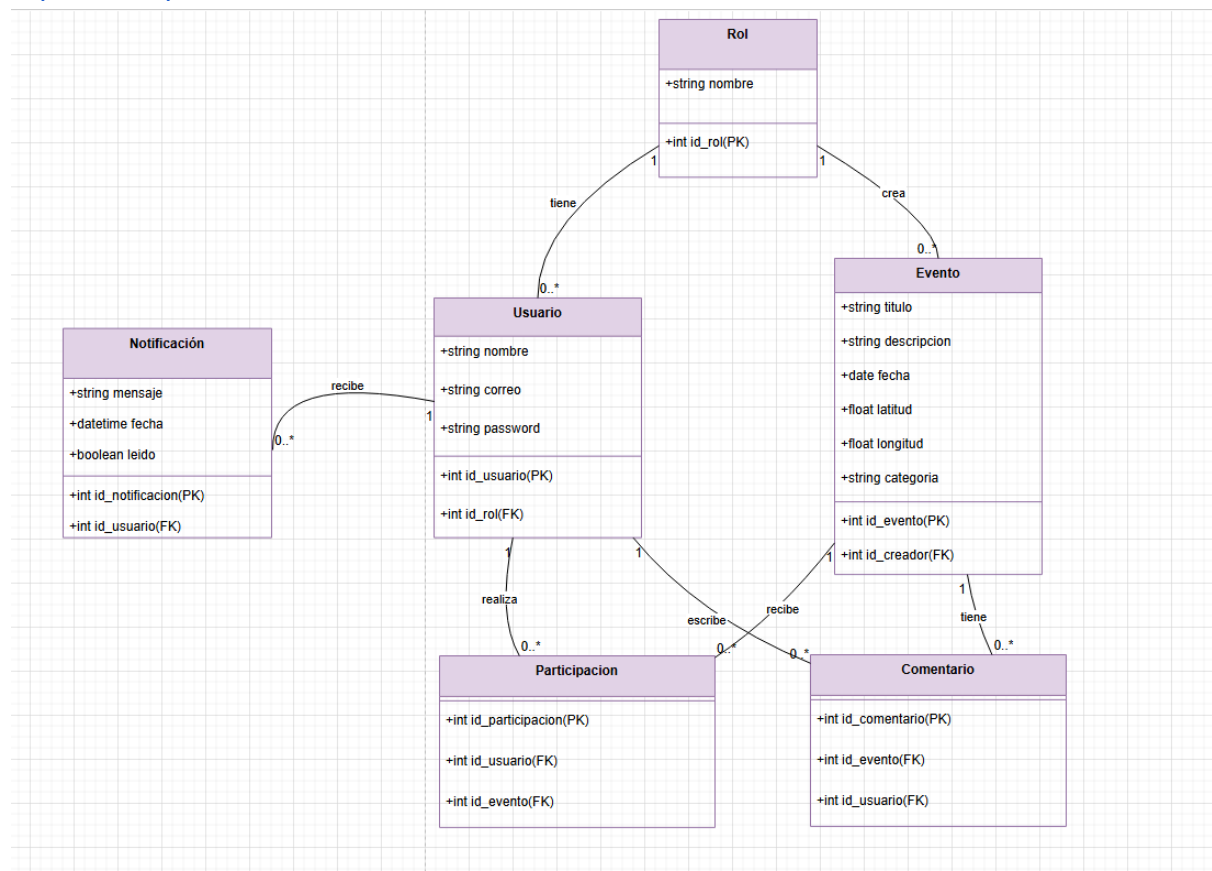 Rol
+string nombre
+int id_rol(PK)
1
1
tiene
crea
0..*
0..*
Evento
+string titulo
+string descripcion
+date fecha
+float latitud
+float longitud
+string categoria
+int id_evento(PK)
+int id_creador(FK)
Usuario
+string nombre
+string correo
+string password
+int id_usuario(PK)
+int id_rol(FK)
Notificación
+string mensaje
+datetime fecha
+boolean leido
+int id_notificacion(PK)
+int id_usuario(FK)
recibe
1
0..*
1
1
1
1
realiza
escribe
recibe
tiene
0..*
0..*
0..*
0..*
Participacion
+int id_participacion(PK)
+int id_usuario(FK)
+int id_evento(FK)
Comentario
+int id_comentario(PK)
+int id_evento(FK)
+int id_usuario(FK)